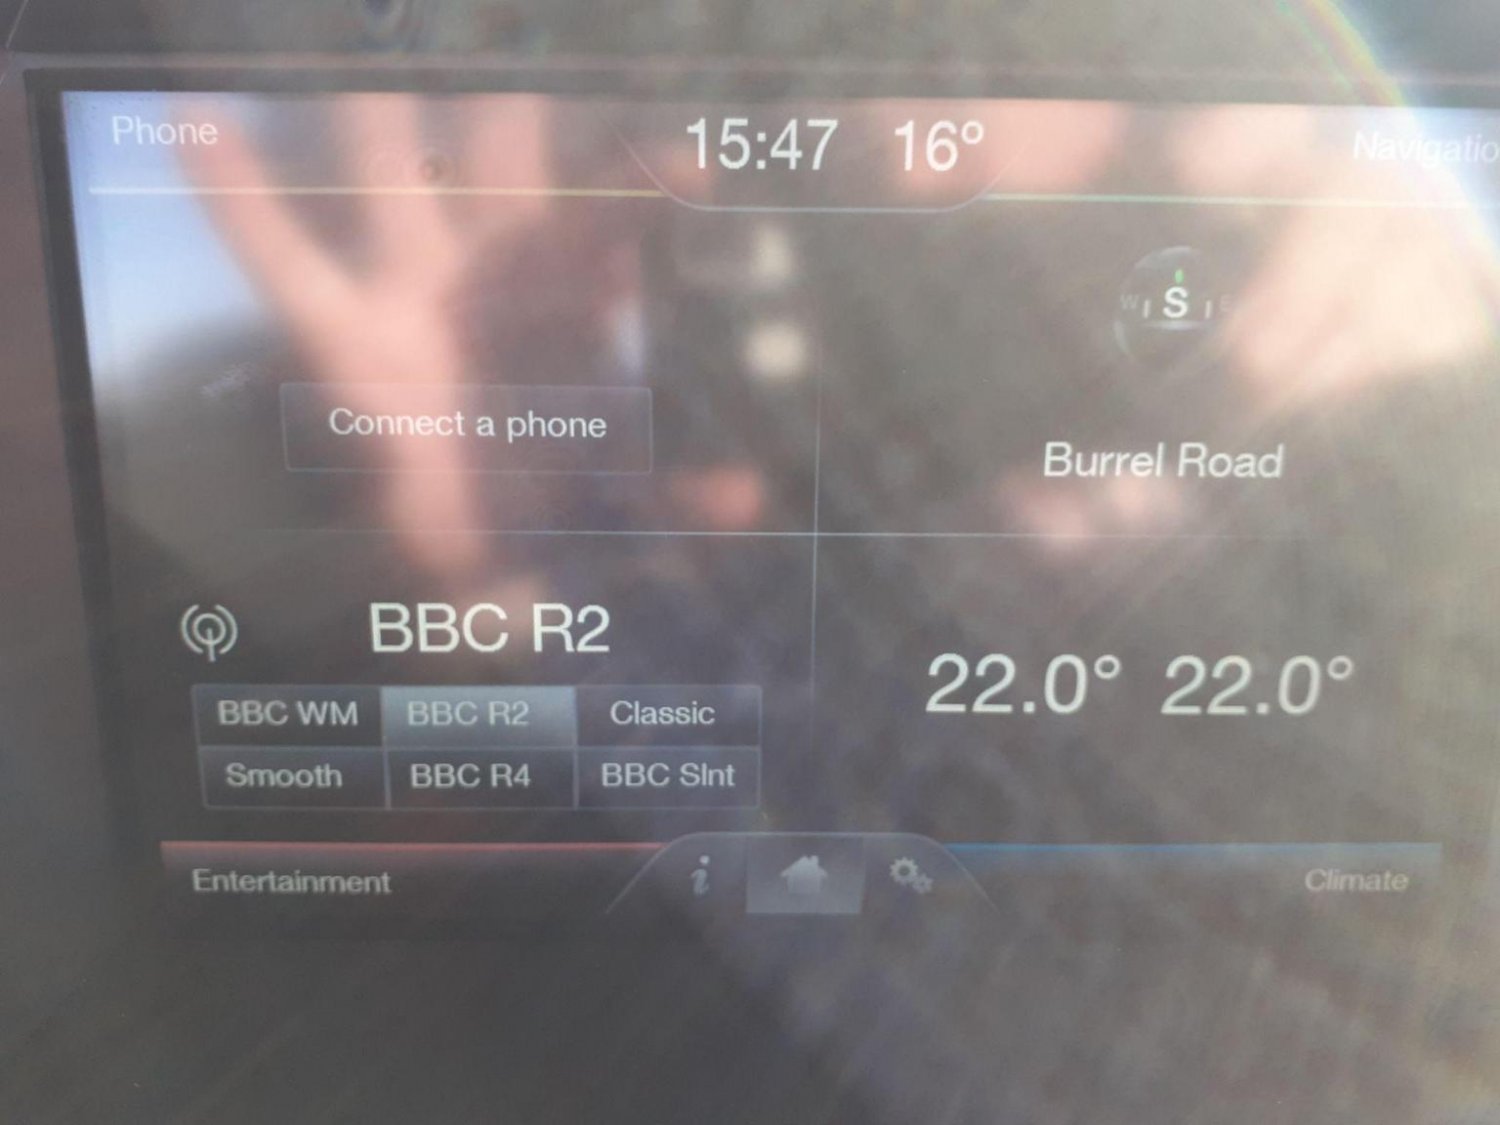 Phone
15:47 16°
Navigatio
W S E
Connect a phone
Burrel Road
BBC R2
22.0° 22.0°
BBC WM BBC R2 Classic
Smooth BBC R4 BBC Slnt
Entertainment
i
Climate